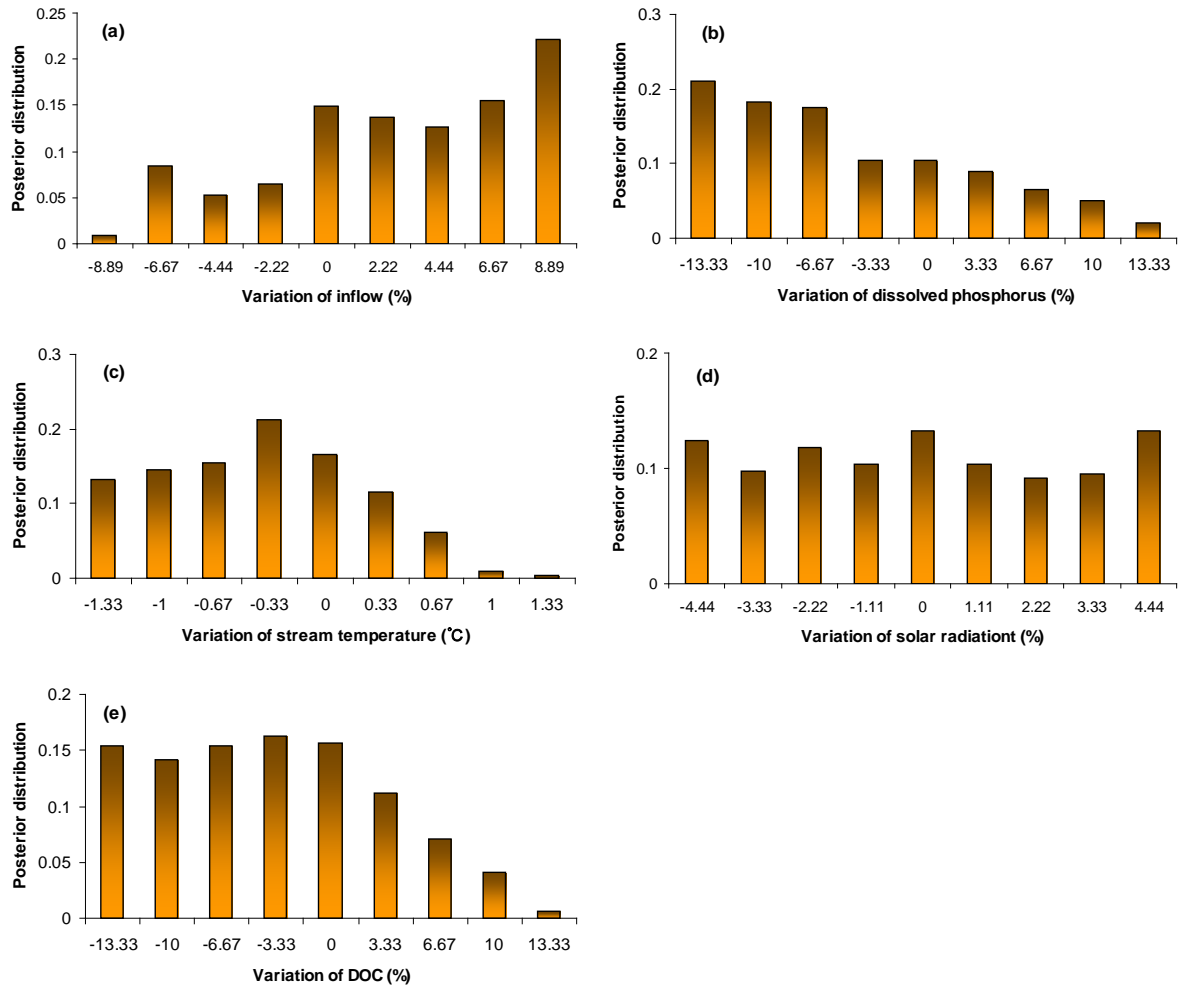 (a)
Posterior distribution
0.25
0.2
0.15
0.1
0.05
0
-8.89 -6.67 -4.44 -2.22 0 2.22 4.44 6.67 8.89
Variation of inflow (%)
(b)
Posterior distribution
0.3
0.2
0.1
0
-13.33 -10 -6.67 -3.33 0 3.33 6.67 10 13.33
Variation of dissolved phosphorus (%)
(c)
Posterior distribution
0.3
0.2
0.1
0
-1.33 -1 -0.67 -0.33 0 0.33 0.67 1 1.33
Variation of stream temperature (℃)
(d)
Posterior distribution
0.2
0.1
0
-4.44 -3.33 -2.22 -1.11 0 1.11 2.22 3.33 4.44
Variation of solar radiationt (%)
(e)
Posterior distribution
0.2
0.15
0.1
0.05
0
-13.33 -10 -6.67 -3.33 0 3.33 6.67 10 13.33
Variation of DOC (%)